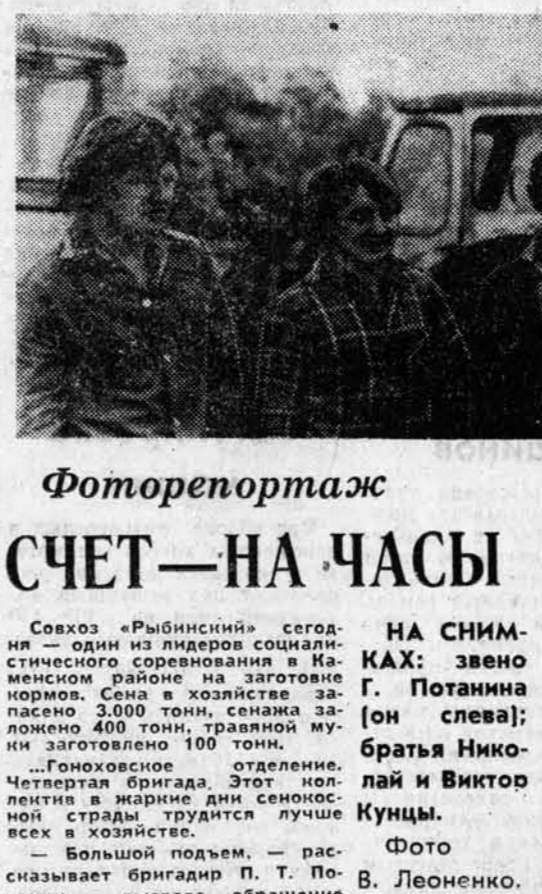 Фоторепортаж
СЧЕТ—НА ЧАСЫ
Совхоз «Рыбинский» сегод-
ня — один из лидеров социали-
стического соревнования в Ка-
менском районе на заготовке
кормов. Сена в хозяйстве за-
пасено 3.000 тонн, сенажа за-
ложено 400 тонн, травяной му-
ки заготовлено 100 тонн.
...Гоноховское отделение.
Четвертая бригада. Этот кол-
лектив в жаркие дни сенокос-
ной страды трудится лучше
всех в хозяйстве.
— Большой подъем, — рас-
сказывает бригадир П. Т. По-
НА СНИМ-
КАХ: звено
Г. Потанина
(он слева);
братья Нико-
лай и Виктор
Кунцы.
Фото
В. Леоненко.